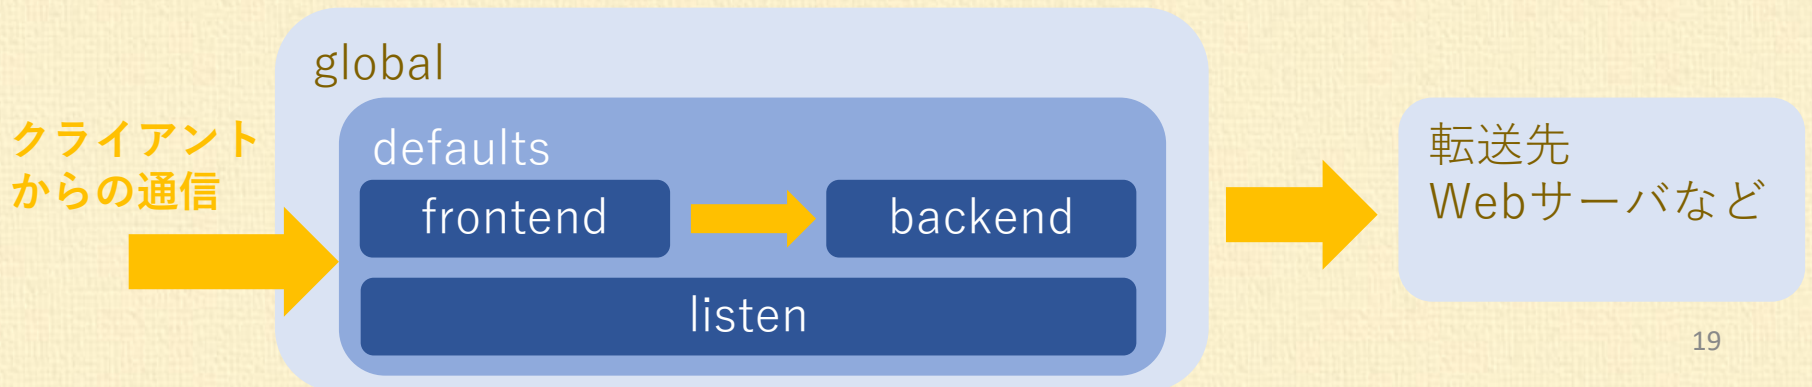 global
クライアント
からの通信
defaults
frontend
backend
listen
転送先
Webサーバなど
19